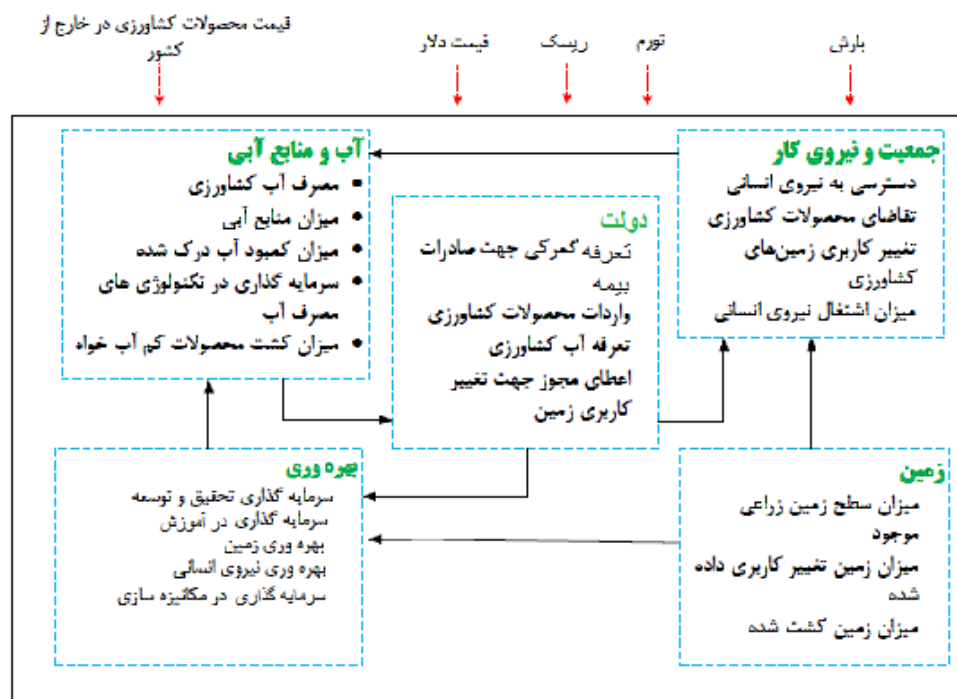 بارش
تورم
ریسک
قیمت دلار
قیمت محصولات کشاورزی در خارج از
کشور
جمعیت و نیروی کار
دسترسی به نیروی انسانی
تقاضای محصولات کشاورزی
تغییر کاربری زمین‌های
کشاورزی
میزان اشتغال نیروی انسانی
دولت
تعرفه گمرکی جهت صادرات
بیمه
واردات محصولات کشاورزی
تعرفه آب کشاورزی
اعطای مجوز جهت تغییر
کاربری زمین
آب و منابع آبی
• مصرف آب کشاورزی
• میزان منابع آبی
• میزان کمبود آب درک شده
• سرمایه گذاری در تکنولوژی های
مصرف آب
• میزان کشت محصولات کم آب خواه
زمین
میزان سطح زمین زراعی
موجود
میزان زمین تغییر کاربری داده
شده
میزان زمین کشت شده
بهره وری
سرمایه گذاری تحقیق و توسعه
سرمایه گذاری در آموزش
بهره وری زمین
بهره وری نیروی انسانی
سرمایه گذاری در مکانیزه سازی